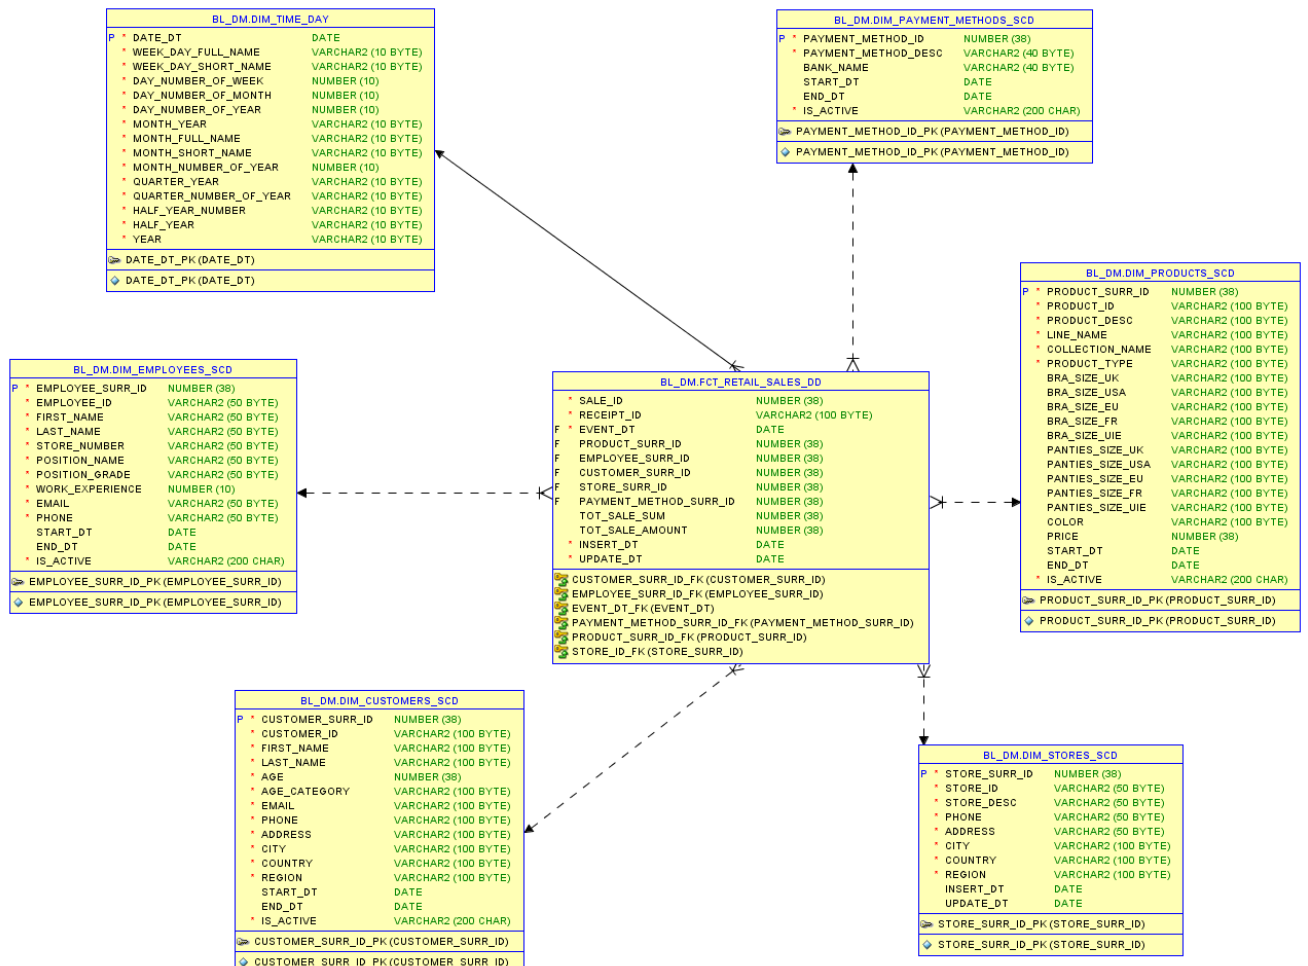 BL_DM.DIM_TIME_DAY
P * DATE_DT DATE
* WEEK_DAY_FULL_NAME VARCHAR2 (10 BYTE)
* WEEK_DAY_SHORT_NAME VARCHAR2 (10 BYTE)
* DAY_NUMBER_OF_WEEK NUMBER (10)
* DAY_NUMBER_OF_MONTH NUMBER (10)
* DAY_NUMBER_OF_YEAR NUMBER (10)
* MONTH_YEAR VARCHAR2 (10 BYTE)
* MONTH_FULL_NAME VARCHAR2 (10 BYTE)
* MONTH_SHORT_NAME VARCHAR2 (10 BYTE)
* MONTH_NUMBER_OF_YEAR NUMBER (10)
* QUARTER_YEAR VARCHAR2 (10 BYTE)
* QUARTER_NUMBER_OF_YEAR VARCHAR2 (10 BYTE)
* HALF_YEAR_NUMBER VARCHAR2 (10 BYTE)
* HALF_YEAR VARCHAR2 (10 BYTE)
* YEAR VARCHAR2 (10 BYTE)
DATE_DT_PK (DATE_DT)
DATE_DT_PK (DATE_DT)
BL_DM.DIM_PAYMENT_METHODS_SCD
P * PAYMENT_METHOD_ID NUMBER (38)
* PAYMENT_METHOD_DESC VARCHAR2 (40 BYTE)
BANK_NAME VARCHAR2 (40 BYTE)
START_DT DATE
END_DT DATE
* IS_ACTIVE VARCHAR2 (200 CHAR)
PAYMENT_METHOD_ID_PK (PAYMENT_METHOD_ID)
PAYMENT_METHOD_ID_PK (PAYMENT_METHOD_ID)
BL_DM.DIM_PRODUCTS_SCD
P * PRODUCT_SURR_ID NUMBER (38)
* PRODUCT_ID VARCHAR2 (100 BYTE)
* PRODUCT_DESC VARCHAR2 (100 BYTE)
* LINE_NAME VARCHAR2 (100 BYTE)
* COLLECTION_NAME VARCHAR2 (100 BYTE)
* PRODUCT_TYPE VARCHAR2 (100 BYTE)
BRA_SIZE_UK VARCHAR2 (100 BYTE)
BRA_SIZE_USA VARCHAR2 (100 BYTE)
BRA_SIZE_EU VARCHAR2 (100 BYTE)
BRA_SIZE_FR VARCHAR2 (100 BYTE)
BRA_SIZE_UIE VARCHAR2 (100 BYTE)
PANTIES_SIZE_UK VARCHAR2 (100 BYTE)
PANTIES_SIZE_USA VARCHAR2 (100 BYTE)
PANTIES_SIZE_EU VARCHAR2 (100 BYTE)
PANTIES_SIZE_FR VARCHAR2 (100 BYTE)
PANTIES_SIZE_UIE VARCHAR2 (100 BYTE)
COLOR VARCHAR2 (100 BYTE)
PRICE NUMBER (38)
START_DT DATE
END_DT DATE
* IS_ACTIVE VARCHAR2 (200 CHAR)
PRODUCT_SURR_ID_PK (PRODUCT_SURR_ID)
PRODUCT_SURR_ID_PK (PRODUCT_SURR_ID)
BL_DM.DIM_EMPLOYEES_SCD
P * EMPLOYEE_SURR_ID NUMBER (38)
* EMPLOYEE_ID VARCHAR2 (50 BYTE)
* FIRST_NAME VARCHAR2 (50 BYTE)
* LAST_NAME VARCHAR2 (50 BYTE)
* STORE_NUMBER VARCHAR2 (50 BYTE)
* POSITION_NAME VARCHAR2 (50 BYTE)
* POSITION_GRADE VARCHAR2 (50 BYTE)
* WORK_EXPERIENCE NUMBER (10)
* EMAIL VARCHAR2 (50 BYTE)
* PHONE VARCHAR2 (50 BYTE)
START_DT DATE
END_DT DATE
* IS_ACTIVE VARCHAR2 (200 CHAR)
EMPLOYEE_SURR_ID_PK (EMPLOYEE_SURR_ID)
EMPLOYEE_SURR_ID_PK (EMPLOYEE_SURR_ID)
BL_DM.FCT_RETAIL_SALES_DD
* SALE_ID NUMBER (38)
* RECEIPT_ID VARCHAR2 (100 BYTE)
F * EVENT_DT DATE
F PRODUCT_SURR_ID NUMBER (38)
F EMPLOYEE_SURR_ID NUMBER (38)
F CUSTOMER_SURR_ID NUMBER (38)
F STORE_SURR_ID NUMBER (38)
F PAYMENT_METHOD_SURR_ID NUMBER (38)
TOT_SALE_SUM NUMBER (38)
TOT_SALE_AMOUNT NUMBER (38)
* INSERT_DT DATE
* UPDATE_DT DATE
CUSTOMER_SURR_ID_FK (CUSTOMER_SURR_ID)
EMPLOYEE_SURR_ID_FK (EMPLOYEE_SURR_ID)
EVENT_DT_FK (EVENT_DT)
PAYMENT_METHOD_SURR_ID_FK (PAYMENT_METHOD_SURR_ID)
PRODUCT_SURR_ID_FK (PRODUCT_SURR_ID)
STORE_ID_FK (STORE_SURR_ID)
BL_DM.DIM_CUSTOMERS_SCD
P * CUSTOMER_SURR_ID NUMBER (38)
* CUSTOMER_ID VARCHAR2 (100 BYTE)
* FIRST_NAME VARCHAR2 (100 BYTE)
* LAST_NAME VARCHAR2 (100 BYTE)
* AGE NUMBER (38)
* AGE_CATEGORY VARCHAR2 (100 BYTE)
* EMAIL VARCHAR2 (100 BYTE)
* PHONE VARCHAR2 (100 BYTE)
* ADDRESS VARCHAR2 (100 BYTE)
* CITY VARCHAR2 (100 BYTE)
* COUNTRY VARCHAR2 (100 BYTE)
* REGION VARCHAR2 (100 BYTE)
START_DT DATE
END_DT DATE
* IS_ACTIVE VARCHAR2 (200 CHAR)
CUSTOMER_SURR_ID_PK (CUSTOMER_SURR_ID)
CUSTOMER_SURR_ID_PK (CUSTOMER_SURR_ID)
BL_DM.DIM_STORES_SCD
P * STORE_SURR_ID NUMBER (38)
* STORE_ID VARCHAR2 (50 BYTE)
* STORE_DESC VARCHAR2 (50 BYTE)
* PHONE VARCHAR2 (50 BYTE)
* ADDRESS VARCHAR2 (50 BYTE)
* CITY VARCHAR2 (100 BYTE)
* COUNTRY VARCHAR2 (100 BYTE)
* REGION VARCHAR2 (100 BYTE)
INSERT_DT DATE
UPDATE_DT DATE
STORE_SURR_ID_PK (STORE_SURR_ID)
STORE_SURR_ID_PK (STORE_SURR_ID)